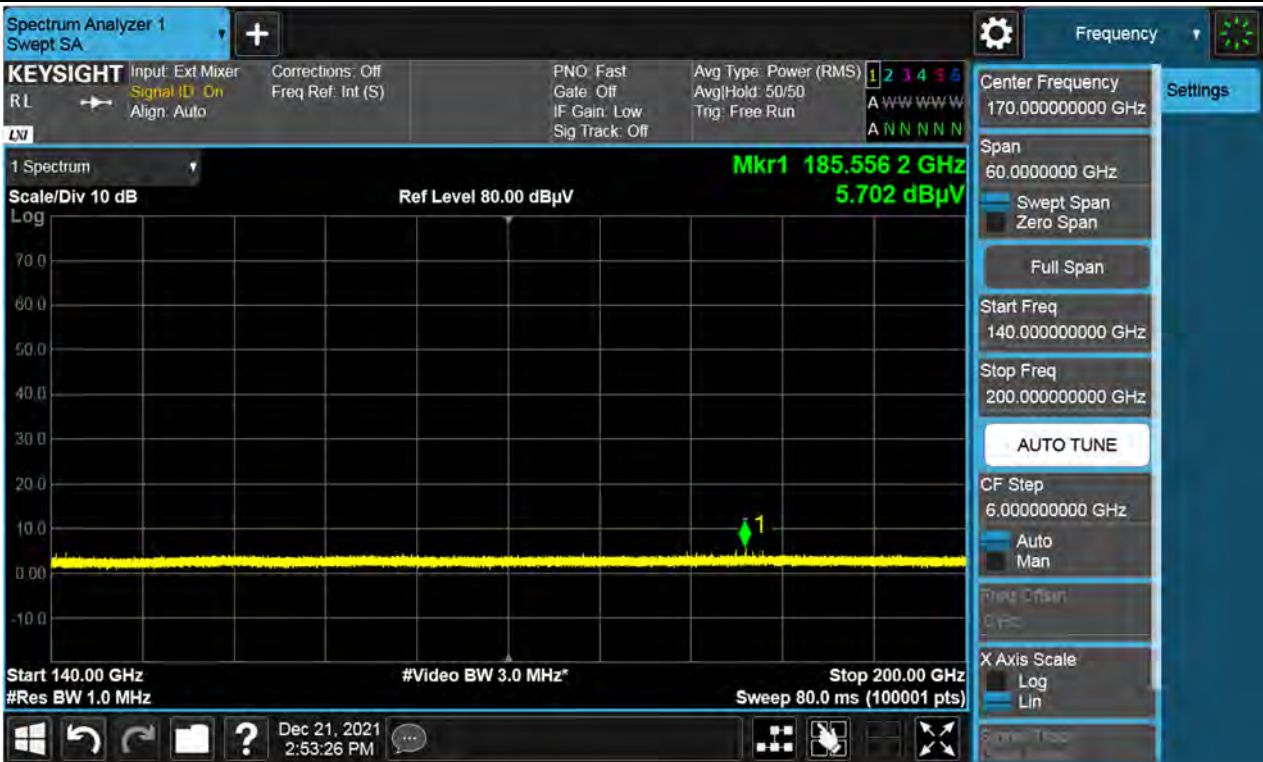 Spectrum Analyzer 1
Swept SA
+
Frequency
KEYSIGHT
RL
LXI
Input: Ext Mixer
Signal ID: On
Align: Auto
Corrections: Off
Freq Ref: Int (S)
PNO: Fast
Gate: Off
IF Gain: Low
Sig Track: Off
Avg Type: Power (RMS)
Avg|Hold: 50/50
Trig: Free Run
1 2 3 4 5 6
A W W W W W
A N N N N N
Center Frequency
170.000000000 GHz
Settings
Span
60.0000000 GHz
Swept Span
Zero Span
Full Span
Start Freq
140.000000000 GHz
Stop Freq
200.000000000 GHz
AUTO TUNE
CF Step
6.000000000 GHz
Auto
Man
Freq Offset
0 Hz
X Axis Scale
Log
Lin
1 Spectrum
Mkr1 185.556 2 GHz
5.702 dBµV
Scale/Div 10 dB
Ref Level 80.00 dBµV
Log
70.0
60.0
50.0
40.0
30.0
20.0
10.0
0.00
-10.0
1
Start 140.00 GHz
#Video BW 3.0 MHz*
Stop 200.00 GHz
#Res BW 1.0 MHz
Sweep 80.0 ms (100001 pts)
?
Dec 21, 2021
2:53:26 PM